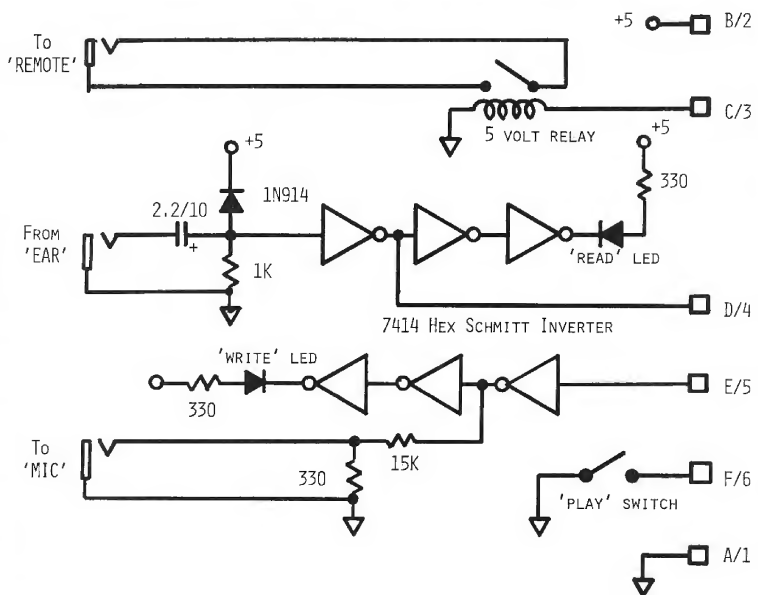 +5
B/2
To
'REMOTE'
C/3
5 VOLT RELAY
+5
+5
330
1N914
2.2/10
+
FROM
'EAR'
1K
'READ' LED
D/4
7414 HEX SCHMITT INVERTER
'WRITE' LED
330
E/5
To
'MIC'
15K
330
F/6
'PLAY' SWITCH
A/1